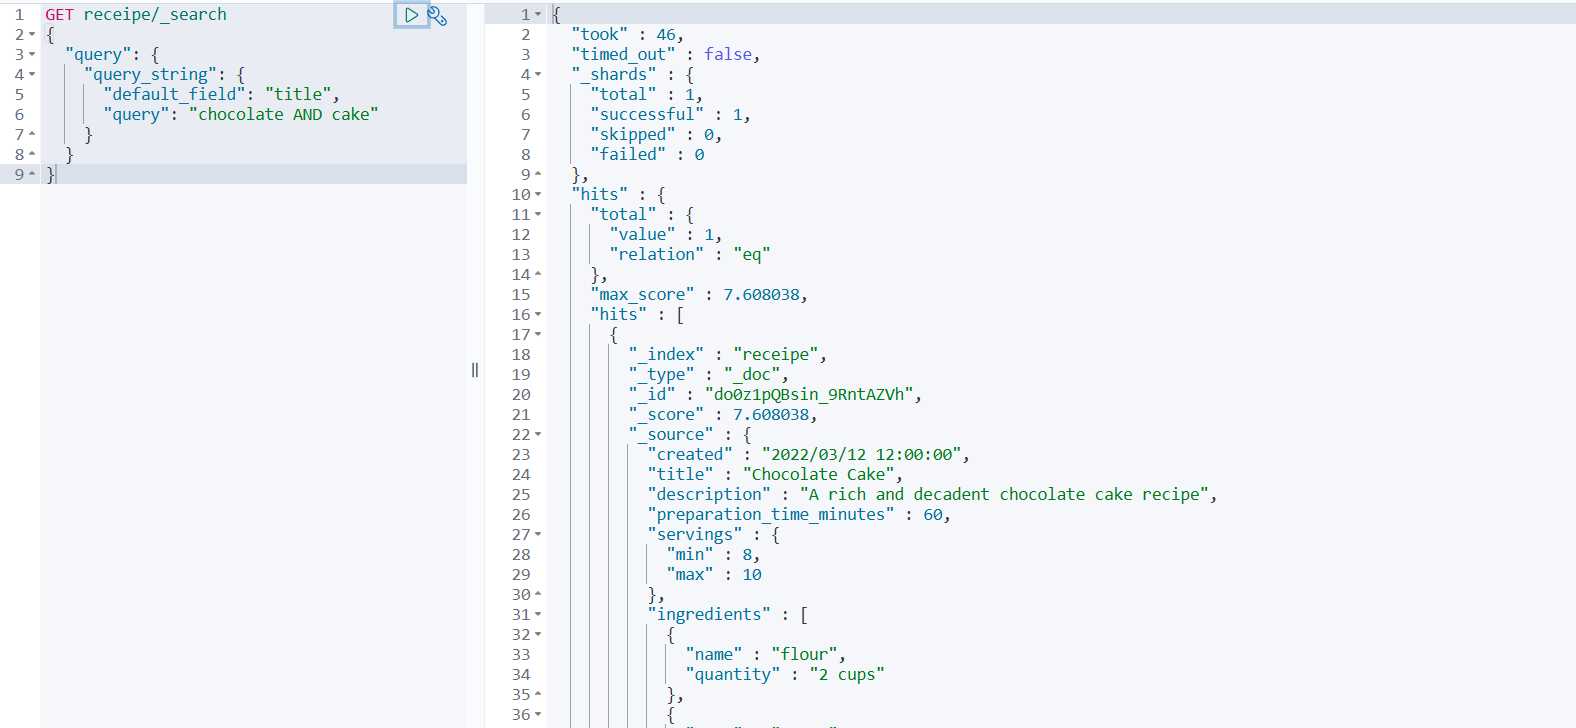 1 GET receipe/_search
2 {
3 "query": {
4 "query_string": {
5 "default_field": "title",
6 "query": "chocolate AND cake"
7 }
8 }
9 }
1 {
2 "took" : 46,
3 "timed_out" : false,
4 "_shards" : {
5 "total" : 1,
6 "successful" : 1,
7 "skipped" : 0,
8 "failed" : 0
9 },
10 "hits" : {
11 "total" : {
12 "value" : 1,
13 "relation" : "eq"
14 },
15 "max_score" : 7.608038,
16 "hits" : [
17 {
18 "_index" : "receipe",
19 "_type" : "_doc",
20 "_id" : "do0z1pQBsin_9RntAZVh",
21 "_score" : 7.608038,
22 "_source" : {
23 "created" : "2022/03/12 12:00:00",
24 "title" : "Chocolate Cake",
25 "description" : "A rich and decadent chocolate cake recipe",
26 "preparation_time_minutes" : 60,
27 "servings" : {
28 "min" : 8,
29 "max" : 10
30 },
31 "ingredients" : [
32 {
33 "name" : "flour",
34 "quantity" : "2 cups"
35 },
36 {